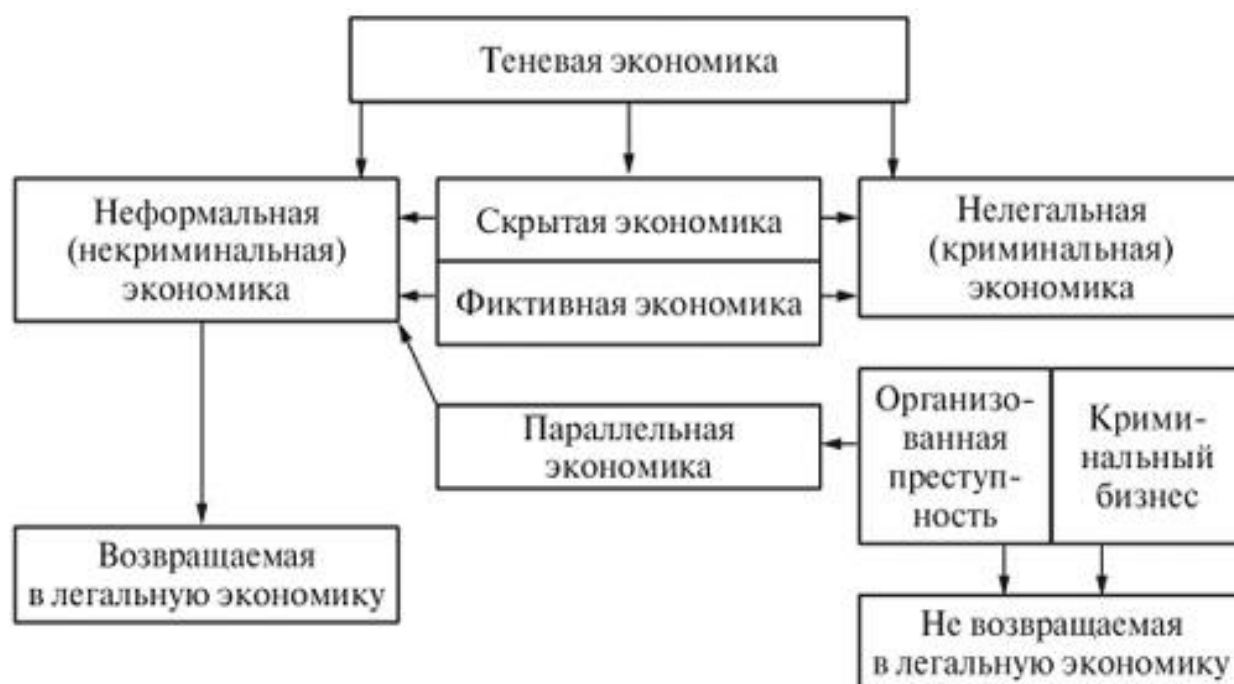 Теневая экономика
Неформальная
(некриминальная)
экономика
Скрытая экономика
Фиктивная экономика
Нелегальная
(криминальная)
экономика
Параллельная
экономика
Организо-
ванная
преступ-
ность
Крими-
нальный
бизнес
Возвращаемая
в легальную экономику
Не возвращаемая
в легальную экономику